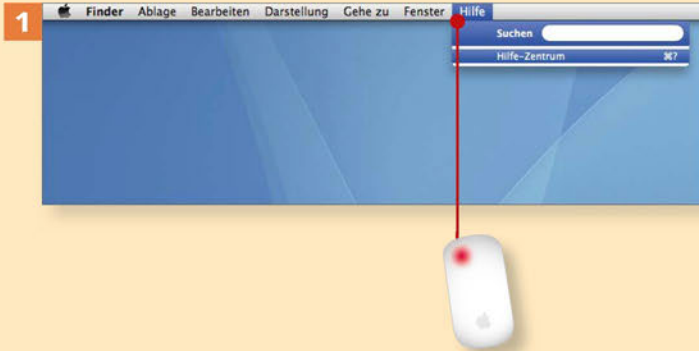 1
Finder Ablage Bearbeiten Darstellung Gehe zu Fenster Hilfe
Suchen
Hilfe-Zentrum ⌘?